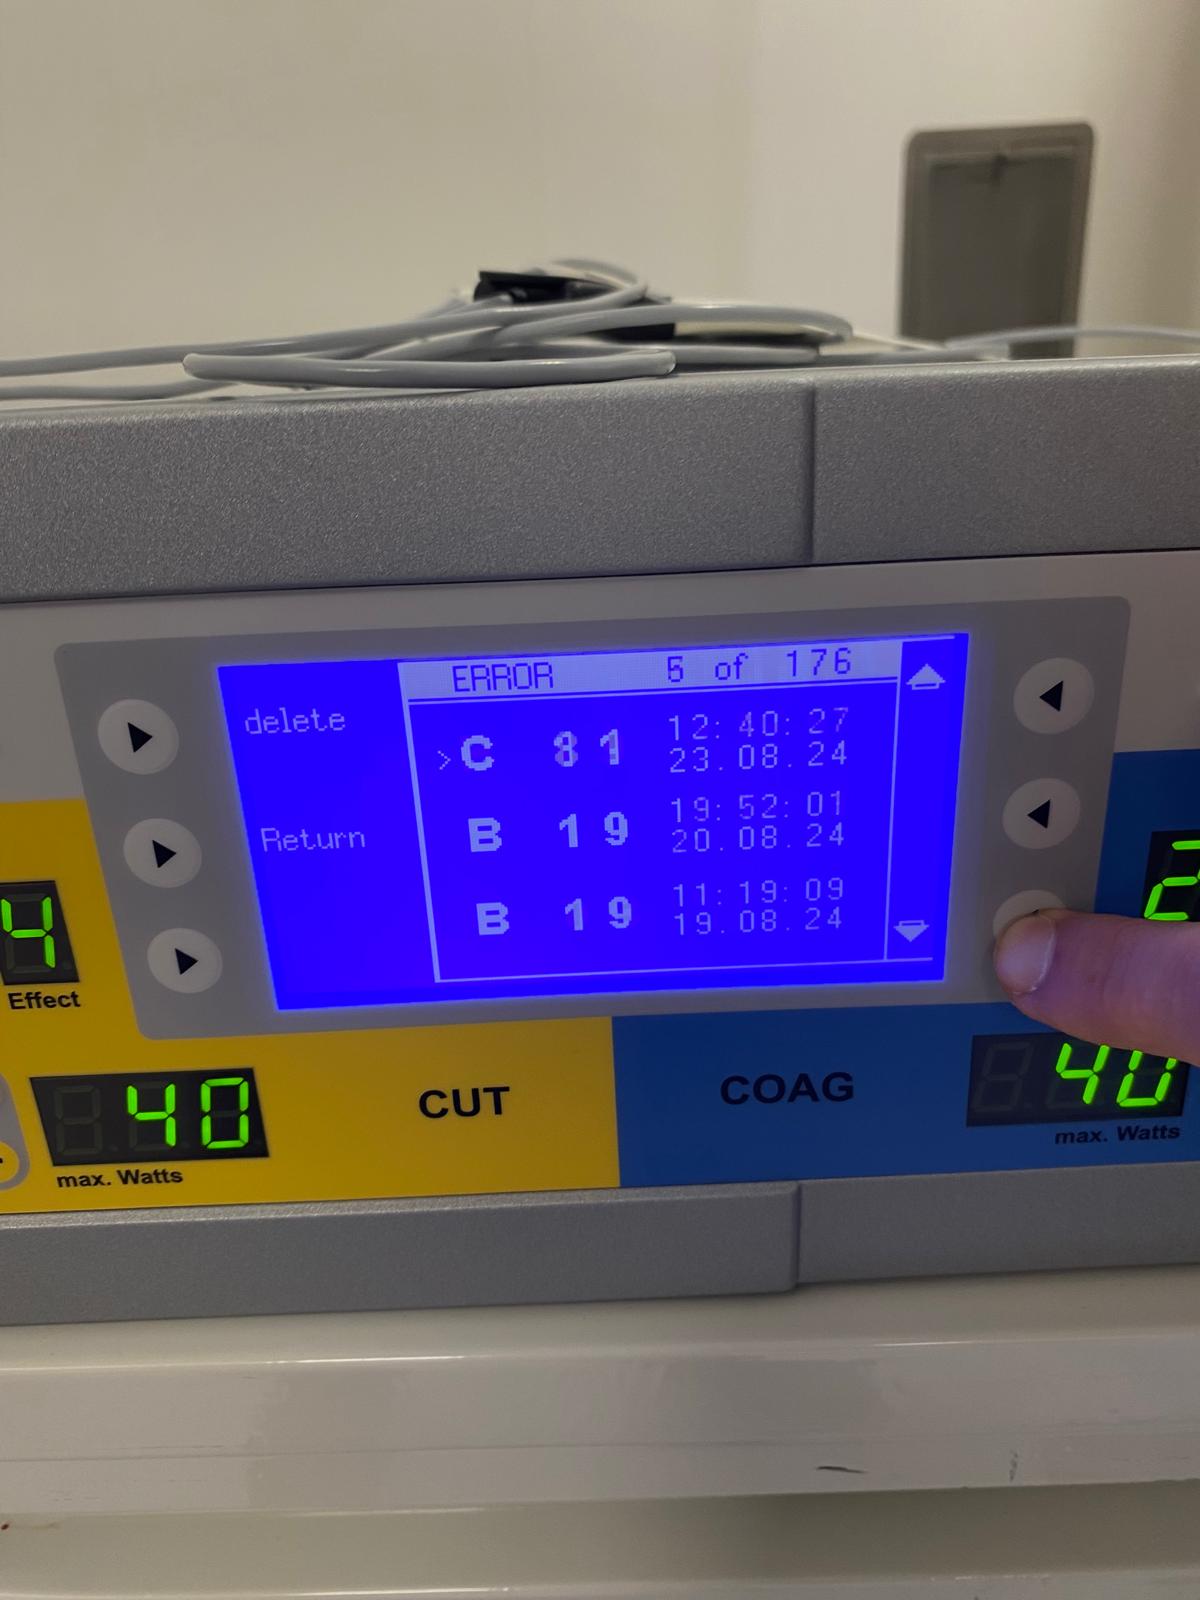 ERROR 5 of 176
delete
>C 81 12:40:27
23.08.24
B 19 19:52:01
20.08.24
Return
B 19 11:19:09
19.08.24
4
Effect
2
40
max. Watts
CUT
COAG
40
max. Watts